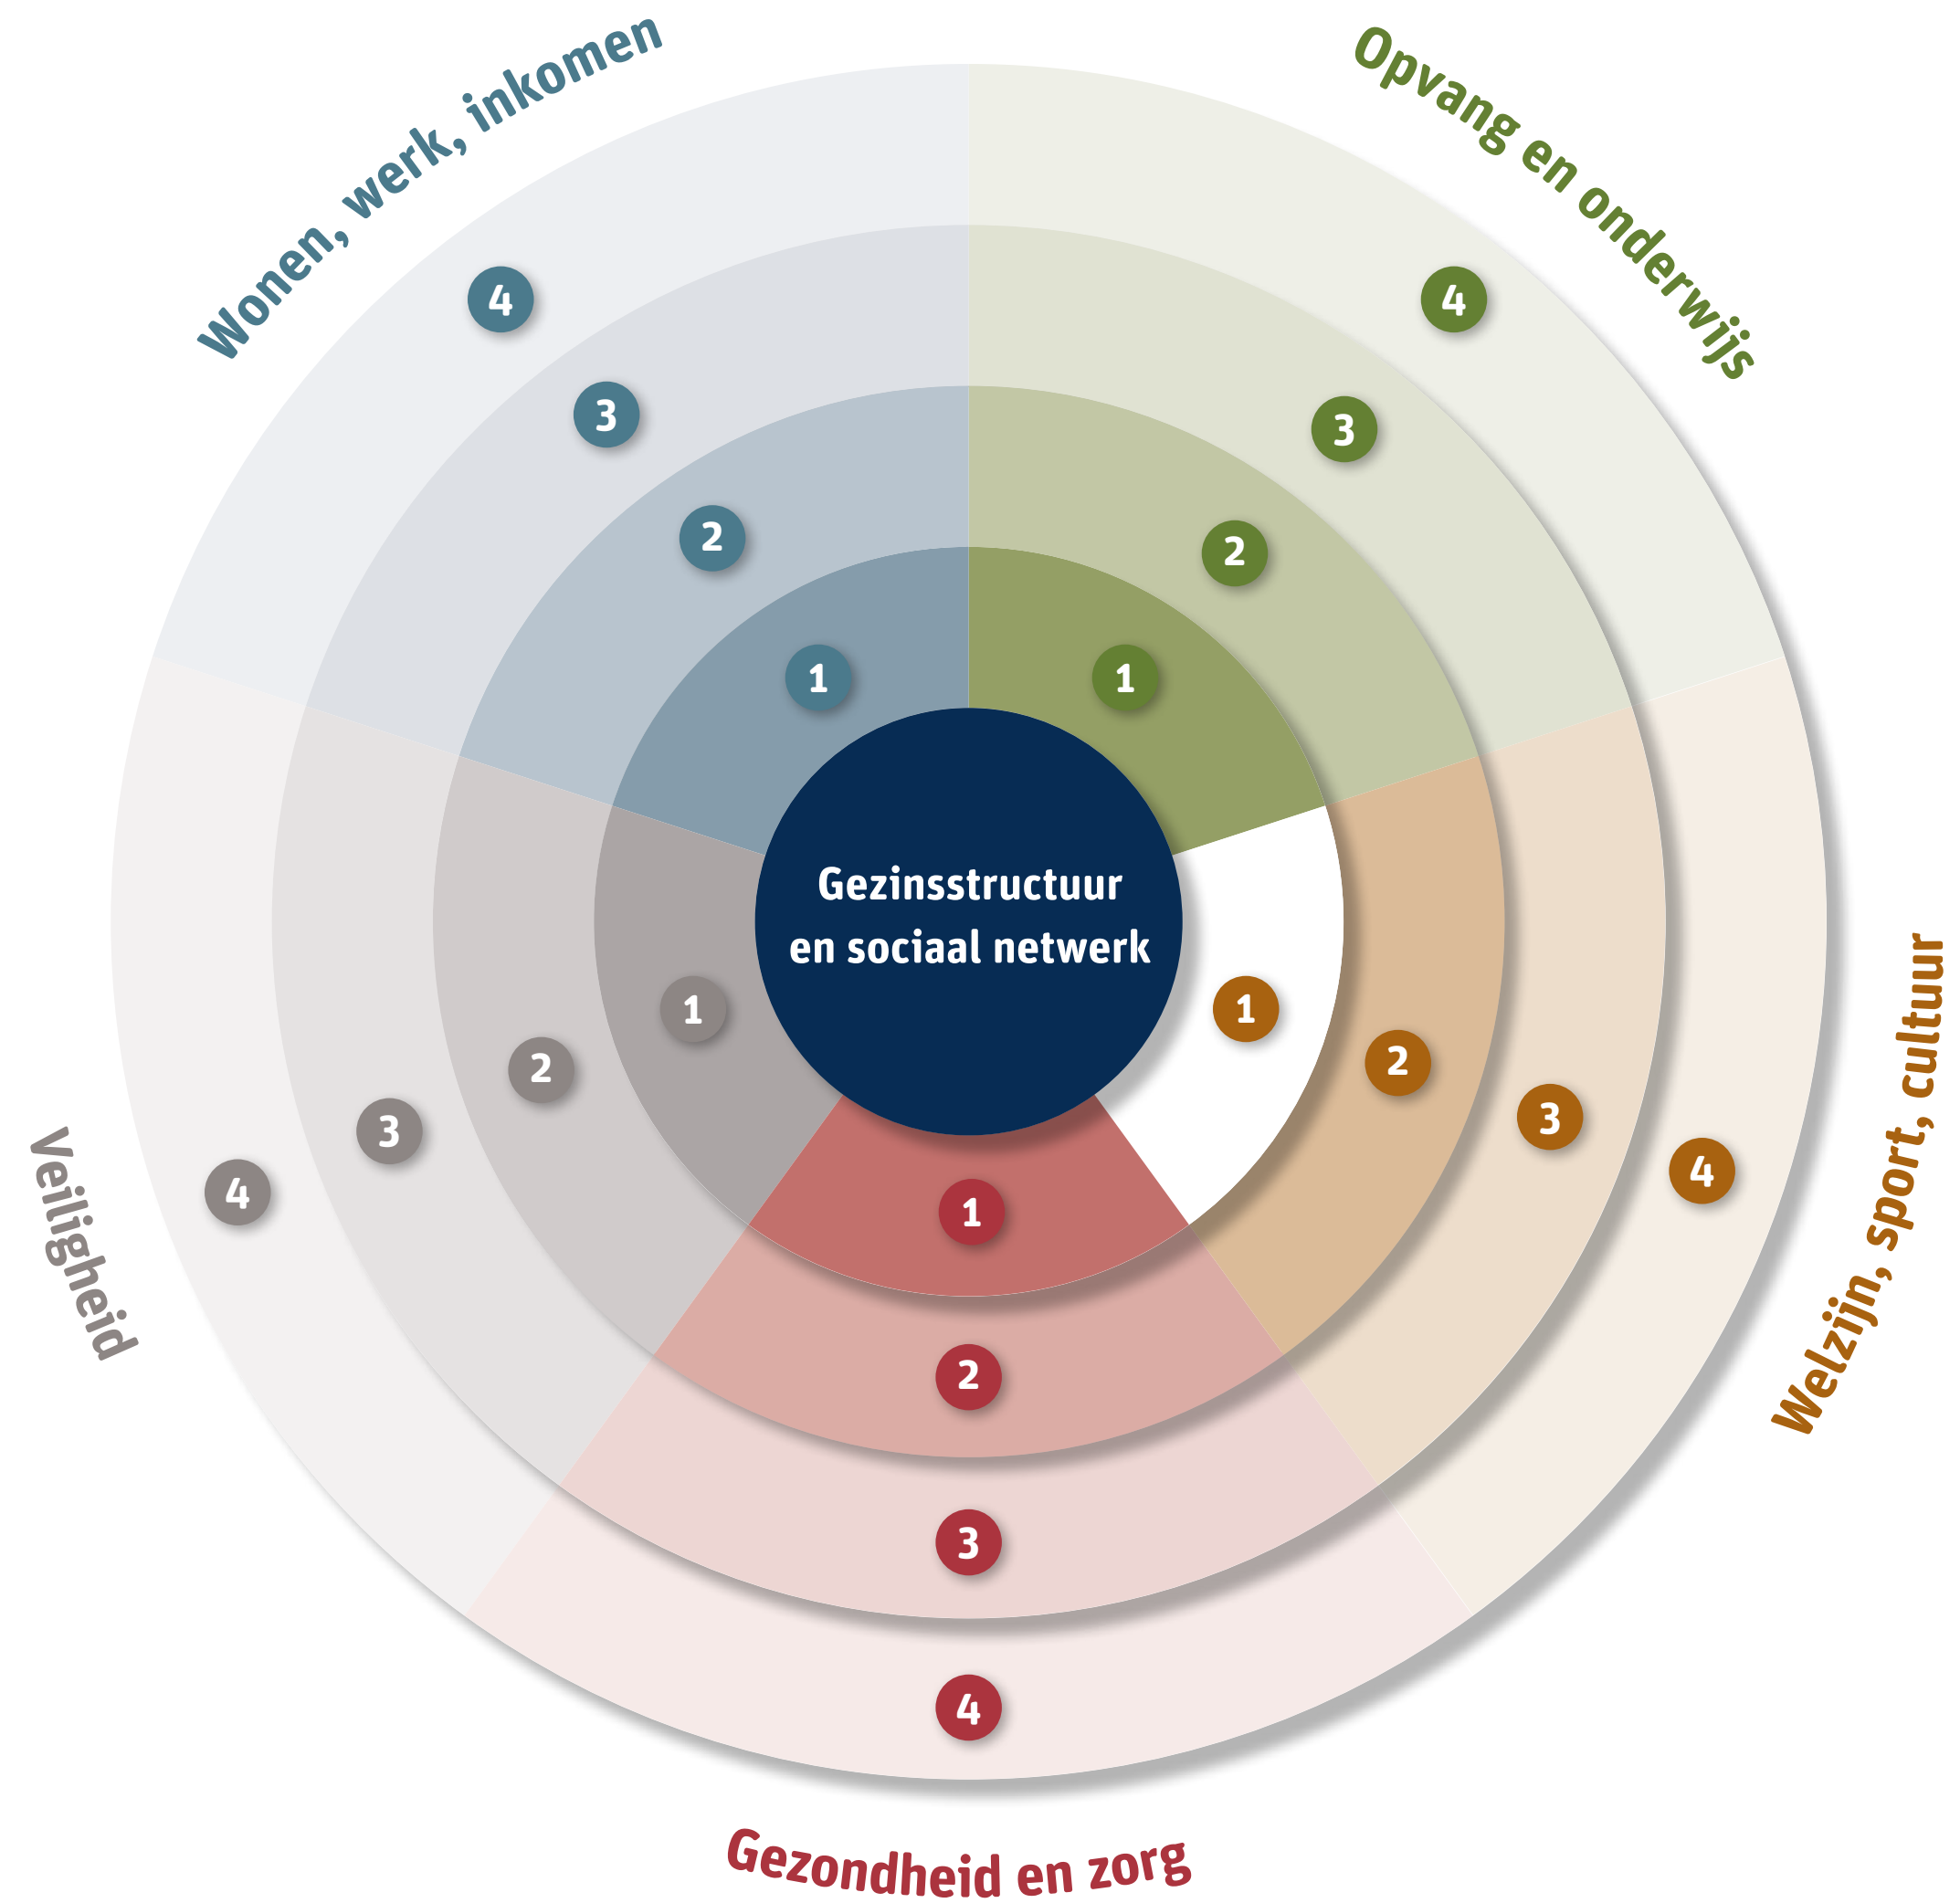 Wonen, werk, inkomen
4
3
2
1
Opvang en onderwijs
4
3
2
1
Gezinsstructuur
en sociaal netwerk
Welzijn, sport, cultuur
1
2
3
4
Veiligheid
1
2
3
4
1
2
3
4
Gezondheid en zorg